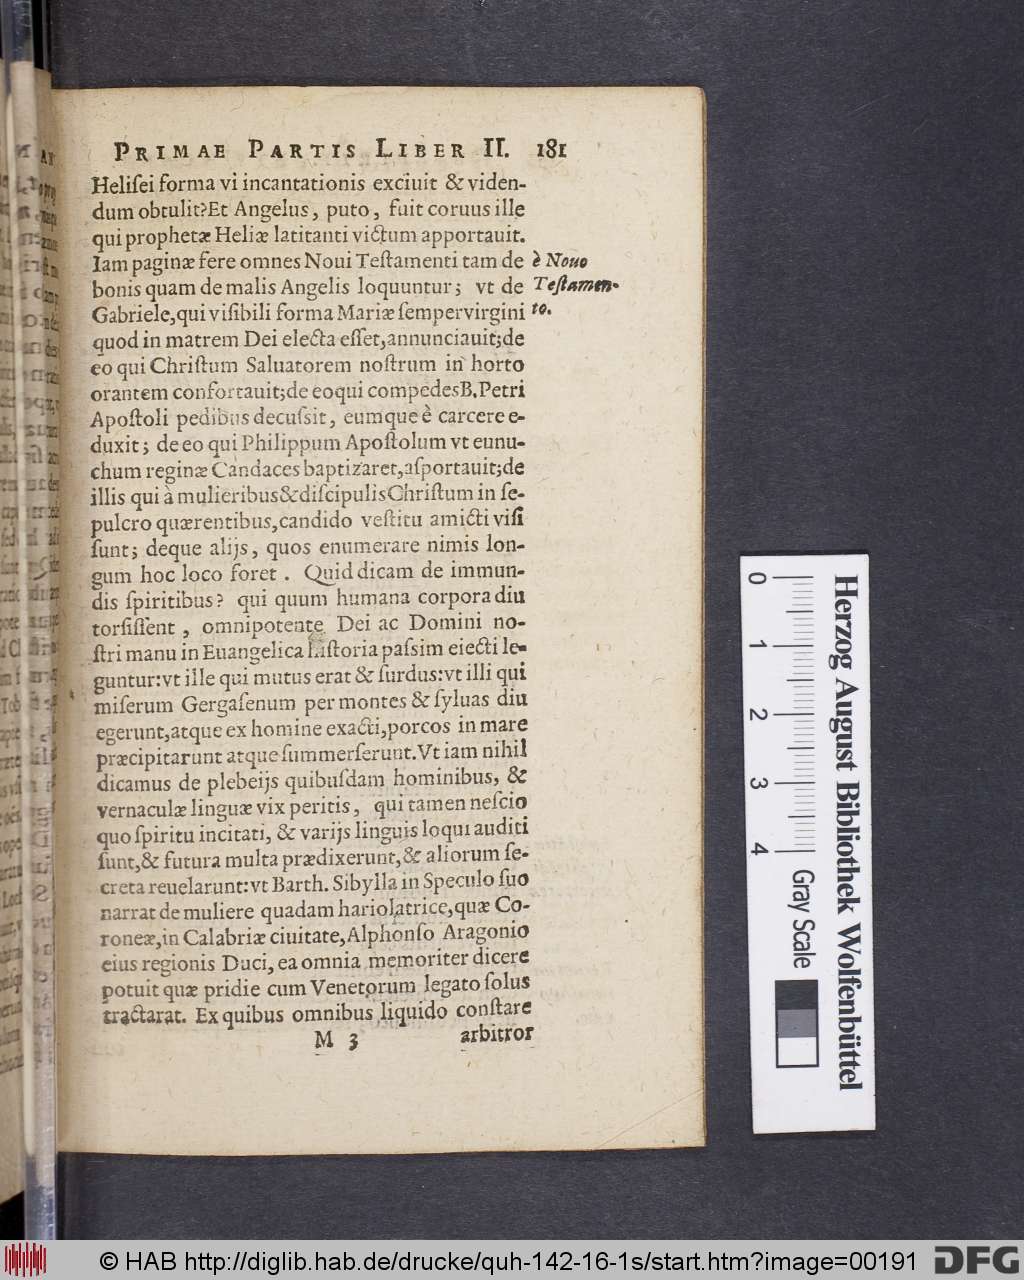 PRIMAE PARTIS LIBER II. 181
Heliſei forma vi incantationis exciuit & viden-
dum obtulit?Et Angelus, puto, fuit coruus ille
qui prophetæ Heliæ latitanti victum apportauit.
Iam paginæ fere omnes Noui Teſtamenti tam de
è Nouo
bonis quam de malis Angelis loquuntur; vt de
Teſtamen-
Gabriele,qui viſibili forma Mariæ ſempervirgini
to.
quod in matrem Dei electa eſſet,annunciauit;de
eo qui Chriſtum Saluatorem noſtrum in horto
orantem confortauit;de eoqui compedesB.Petri
Apoſtoli pedibus decuſsit, eumque è carcere e-
duxit; de eo qui Philippum Apoſtolum vt eunu-
chum reginæ Candaces baptizaret,aſportauit;de
illis qui à mulieribus&diſcipulisChriſtum in ſe-
pulcro quærentibus,candido veſtitu amicti viſi
ſunt; deque alijs, quos enumerare nimis lon-
gum hoc loco foret . Quid dicam de immun-
dis ſpiritibus? qui quum humana corpora diu
torſiſſent , omnipotente Dei ac Domini no-
ſtri manu in Euangelica hiſtoria paſsim eiecti le-
guntur:vt ille qui mutus erat & ſurdus:vt illi qui
miſerum Gergaſenum per montes & ſyluas diu
egerunt,atque ex homine exacti,porcos in mare
præcipitarunt atque ſummerſerunt.Vt iam nihil
dicamus de plebeijs quibuſdam hominibus, &
vernaculæ linguæ vix peritis, qui tamen neſcio
quo ſpiritu incitati, & varijs linguis loqui auditi
ſunt,& futura multa prædixerunt,& aliorum ſe-
creta reuelarunt:vt Barth. Sibylla in Speculo ſuo
narrat de muliere quadam hariolatrice,quæ Co-
roneæ,in Calabriæ ciuitate,Alphonſo Aragonio
eius regionis Duci, ea omnia memoriter dicere
potuit quæ pridie cum Venetorum legato ſolus
tractarat. Ex quibus omnibus liquido conſtare
M 3 arbitror
Herzog August Bibliothek Wolfenbüttel
0 1 2 3 4 Gray Scale
© HAB http://diglib.hab.de/drucke/quh-142-16-1s/start.htm?image=00191
DFG